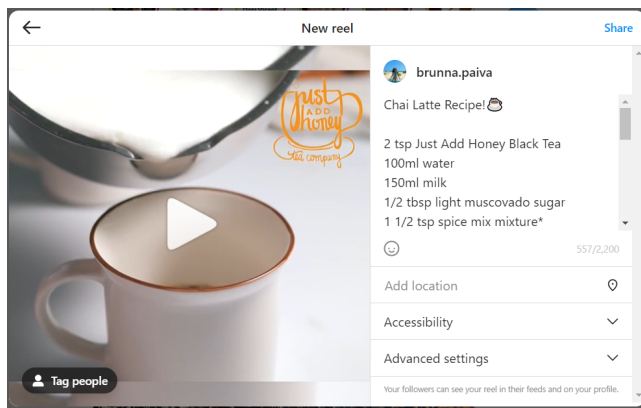 New reel
Share
just
ADD
honey
tea company
Tag people
brunna.paiva
Chai Latte Recipe!☕
2 tsp Just Add Honey Black Tea
100ml water
150ml milk
1/2 tbsp light muscovado sugar
1 1/2 tsp spice mix mixture*
557/2,200
Add location
Accessibility
Advanced settings
Your followers can see your reel in their feeds and on your profile.